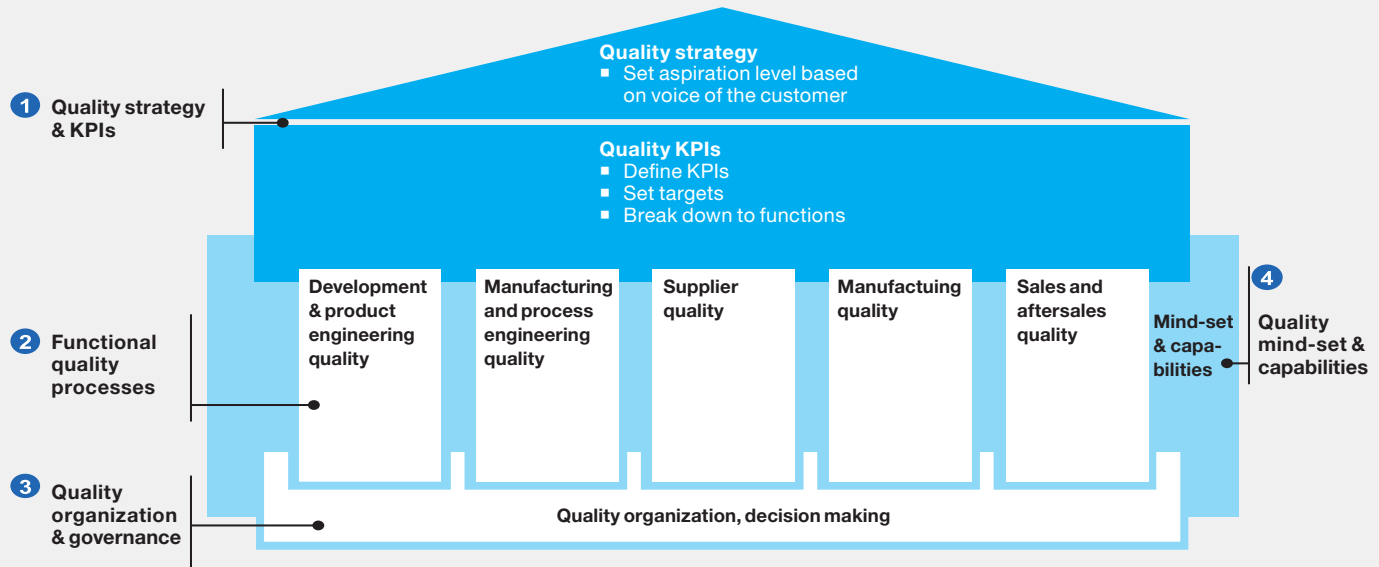 Quality strategy
▪ Set aspiration level based
on voice of the customer
1 Quality strategy
& KPIs
Quality KPIs
▪ Define KPIs
▪ Set targets
▪ Break down to functions
2 Functional
quality
processes
Development
& product
engineering
quality
Manufacturing
and process
engineering
quality
Supplier
quality
Manufactuing
quality
Sales and
aftersales
quality
Mind-set
& capa-
bilities
4
Quality
mind-set &
capabilities
3 Quality
organization
& governance
Quality organization, decision making